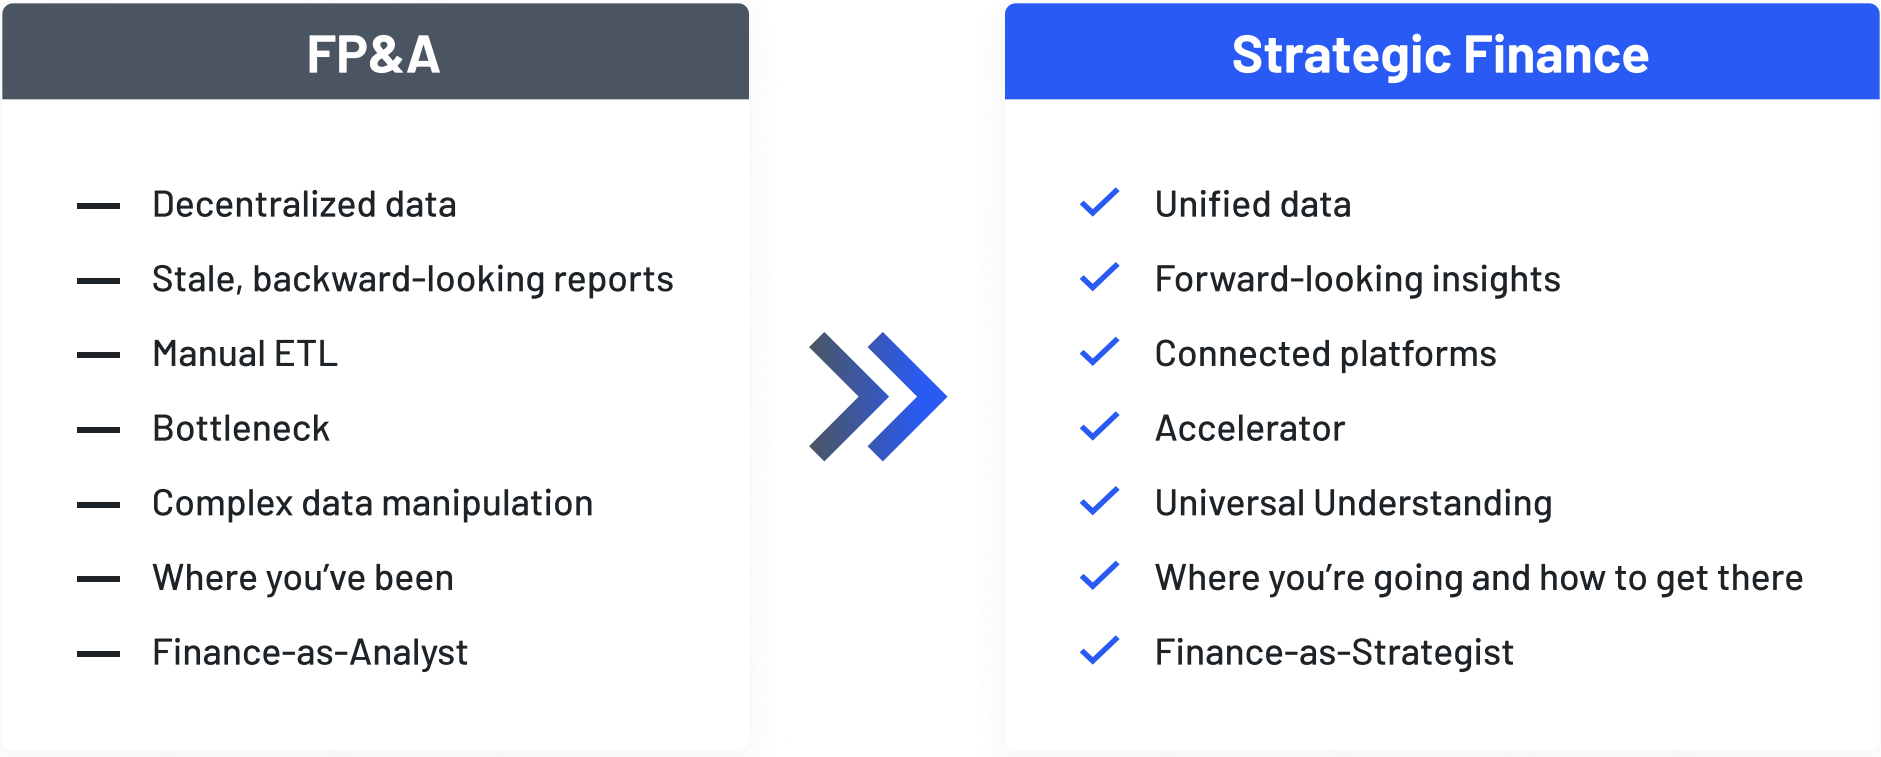 FP&A
Decentralized data
Stale, backward-looking reports
Manual ETL
Bottleneck
Complex data manipulation
Where you’ve been
Finance-as-Analyst
Strategic Finance
Unified data
Forward-looking insights
Connected platforms
Accelerator
Universal Understanding
Where you’re going and how to get there
Finance-as-Strategist